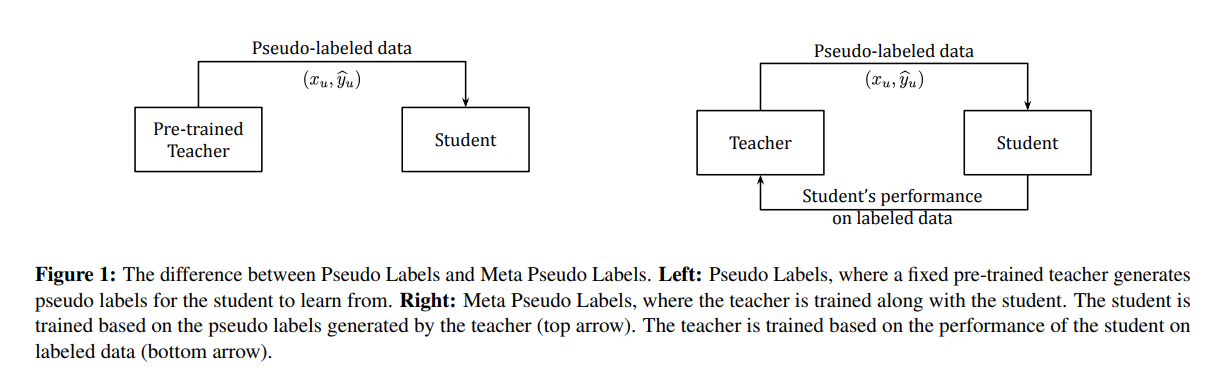 Pseudo-labeled data
(x_u, ŷ_u)
Pre-trained
Teacher
Student
Pseudo-labeled data
(x_u, ŷ_u)
Teacher
Student
Student's performance
on labeled data
Figure 1: The difference between Pseudo Labels and Meta Pseudo Labels. Left: Pseudo Labels, where a fixed pre-trained teacher generates
pseudo labels for the student to learn from. Right: Meta Pseudo Labels, where the teacher is trained along with the student. The student is
trained based on the pseudo labels generated by the teacher (top arrow). The teacher is trained based on the performance of the student on
labeled data (bottom arrow).